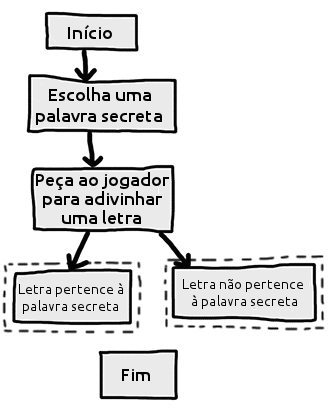 Início
Escolha uma
palavra secreta
Peça ao jogador
para adivinhar
uma letra
Letra pertence à
palavra secreta
Letra não pertence
à palavra secreta
Fim